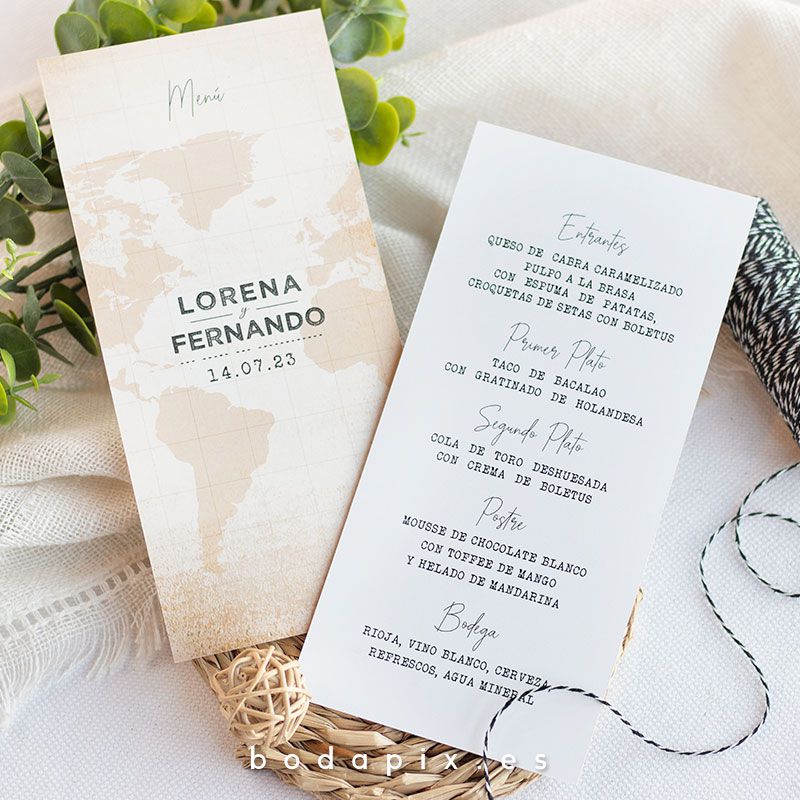 Menú
LORENA
y
FERNANDO
14.07.23
Entrantes
QUESO DE CABRA CARAMELIZADO
PULPO A LA BRASA
CON ESPUMA DE PATATAS,
CROQUETAS DE SETAS CON BOLETUS
Primer Plato
TACO DE BACALAO
CON GRATINADO DE HOLANDESA
Segundo Plato
COLA DE TORO DESHUESADA
CON CREMA DE BOLETUS
Postre
MOUSSE DE CHOCOLATE BLANCO
CON TOFFEE DE MANGO
Y HELADO DE MANDARINA
Bodega
RIOJA, VINO BLANCO, CERVEZA
REFRESCOS, AGUA MINERAL
bodapix.es